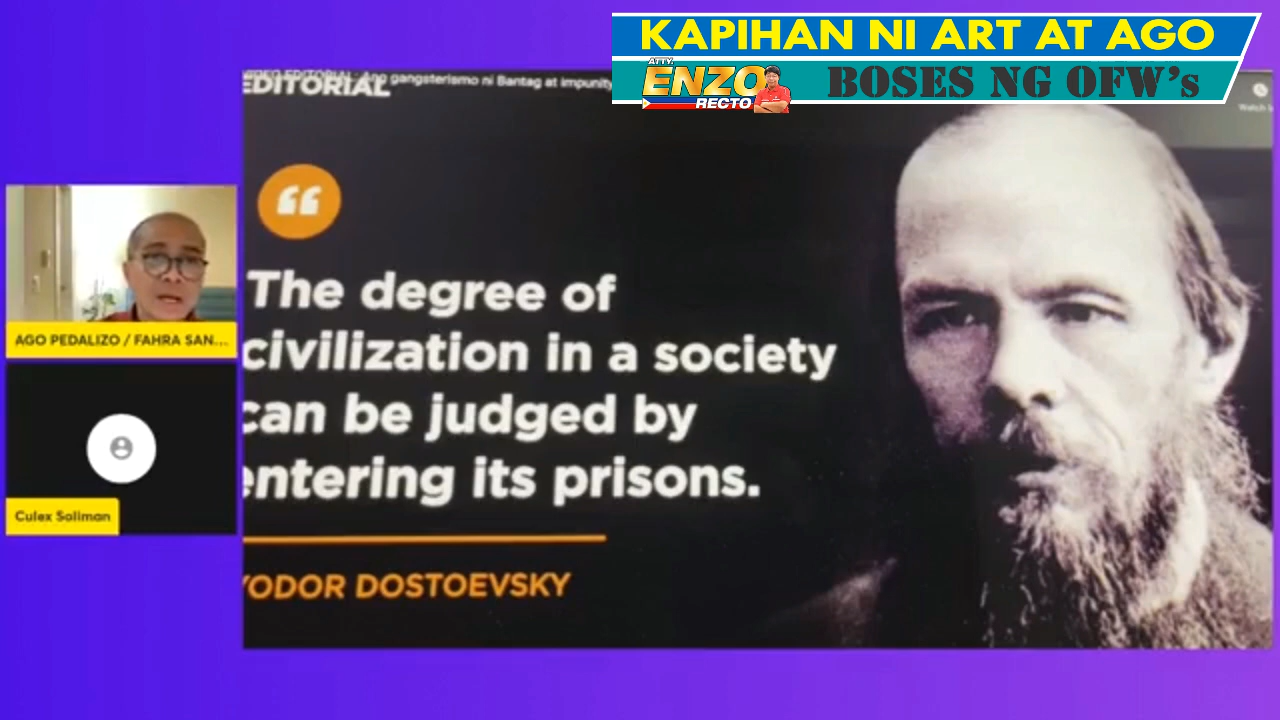 KAPIHAN NI ART AT AGO
ATTY.
ENZO
RECTO
BOSES NG OFW's
EDITORIAL
Ang gangsterismo ni Bantag at impunity
“
The degree of
civilization in a society
can be judged by
entering its prisons.
YODOR DOSTOEVSKY
AGO PEDALIZO / FAHRA SAN...
Culex Soliman